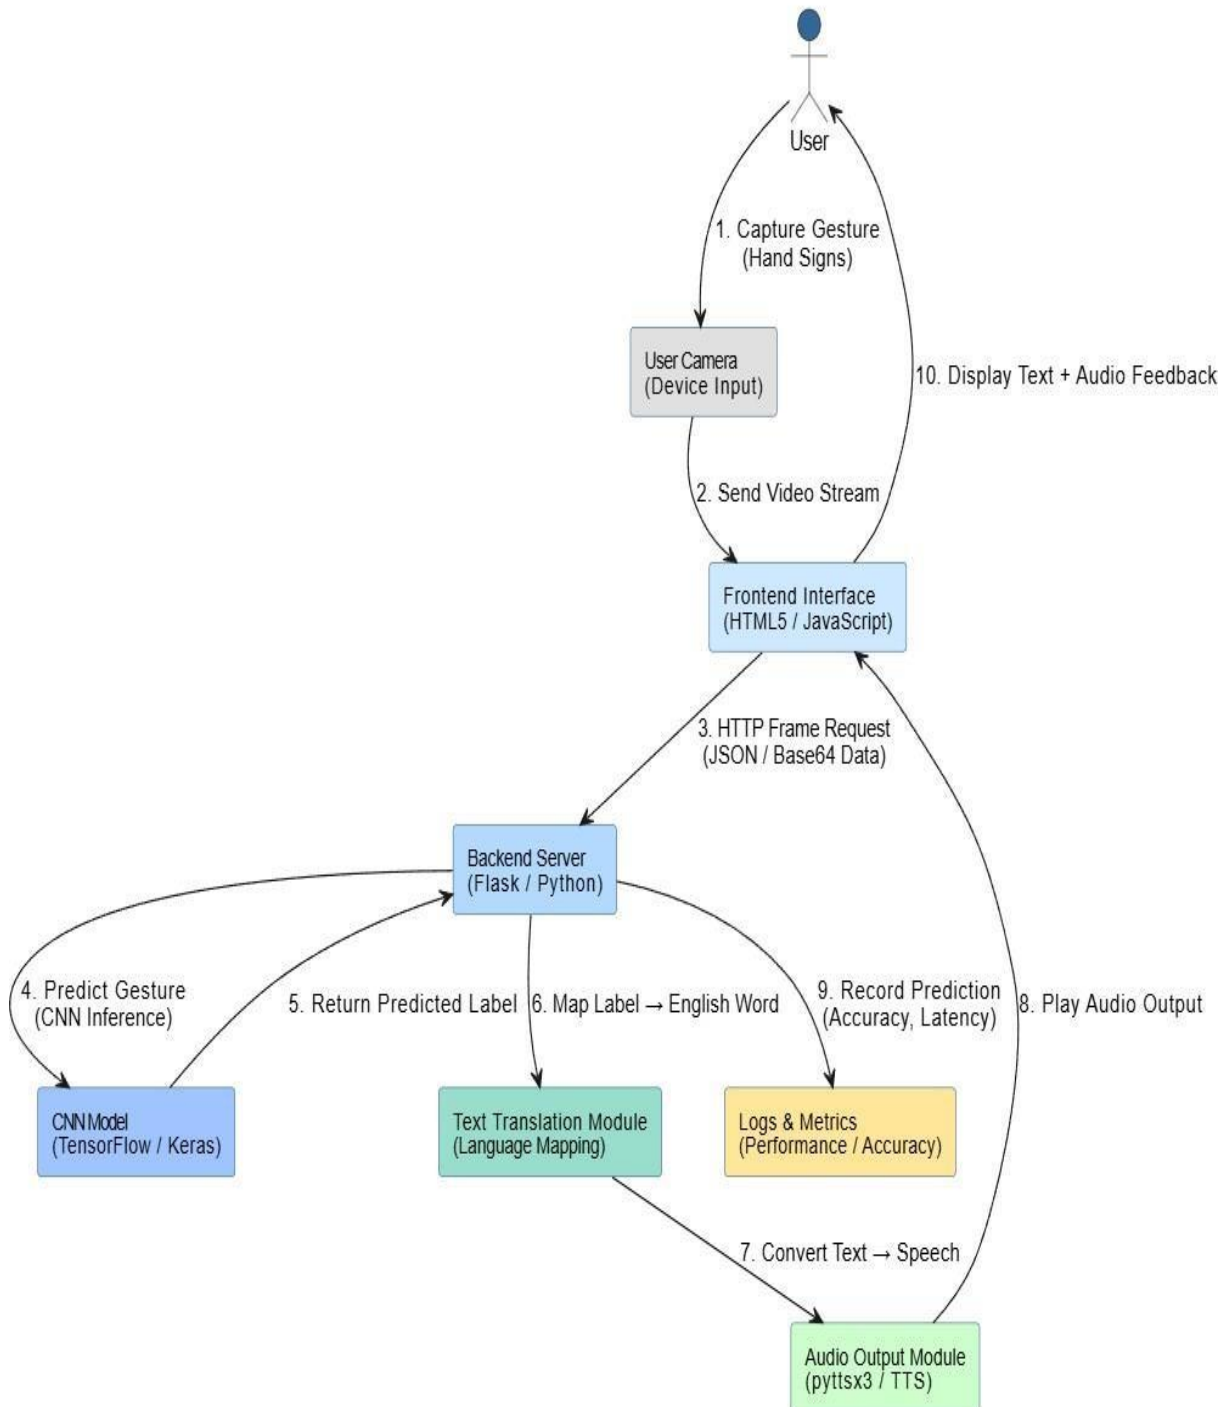 User
1. Capture Gesture
(Hand Signs)
User Camera
(Device Input)
10. Display Text + Audio Feedback
2. Send Video Stream
Frontend Interface
(HTML5 / JavaScript)
3. HTTP Frame Request
(JSON / Base64 Data)
Backend Server
(Flask / Python)
4. Predict Gesture
(CNN Inference)
5. Return Predicted Label
6. Map Label → English Word
9. Record Prediction
(Accuracy, Latency)
8. Play Audio Output
CNN Model
(TensorFlow / Keras)
Text Translation Module
(Language Mapping)
Logs & Metrics
(Performance / Accuracy)
7. Convert Text → Speech
Audio Output Module
(pyttsx3 / TTS)